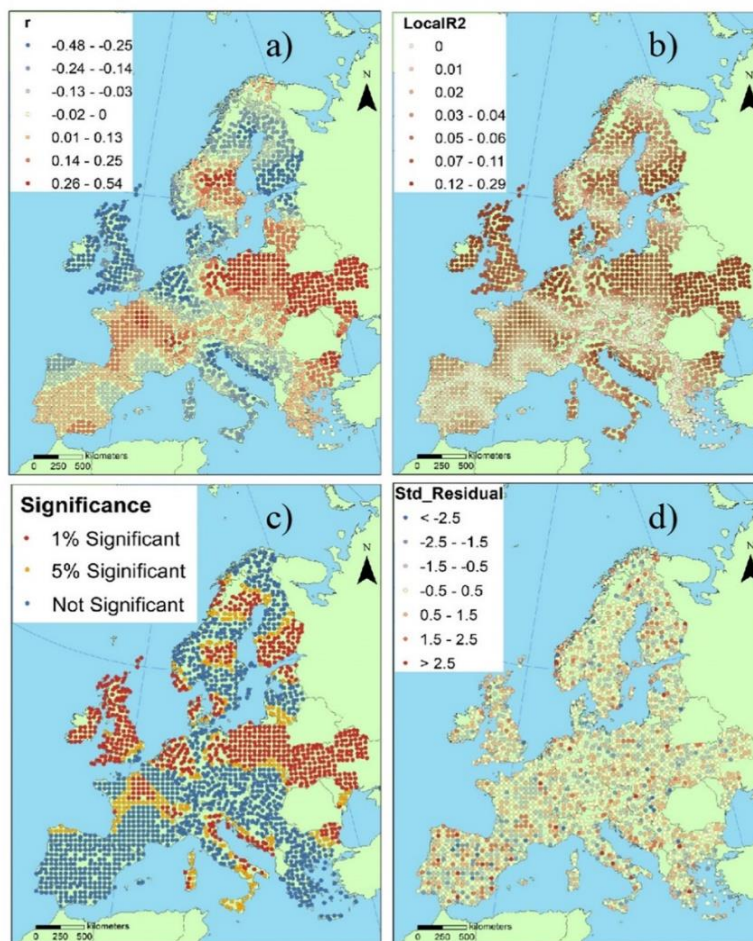 r
-0.48 - -0.25
-0.24 - -0.14
-0.13 - -0.03
-0.02 - 0
0.01 - 0.13
0.14 - 0.25
0.26 - 0.54
a)
N
kilometers
0 250 500
LocalR2
0
0.01
0.02
0.03 - 0.04
0.05 - 0.06
0.07 - 0.11
0.12 - 0.29
b)
N
kilometers
0 250 500
Significance
1% Significant
5% Siginificant
Not Significant
c)
N
kilometers
0 250 500
Std_Residual
< -2.5
-2.5 - -1.5
-1.5 - -0.5
-0.5 - 0.5
0.5 - 1.5
1.5 - 2.5
> 2.5
d)
N
kilometers
0 250 500